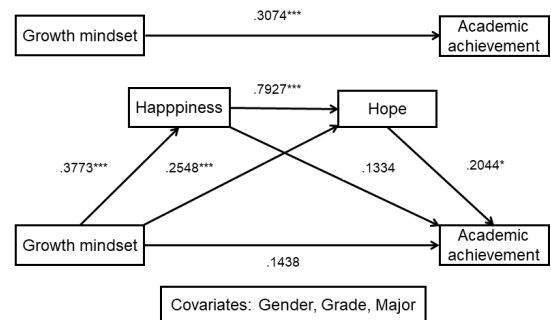 .3074***
Growth mindset
Academic
achievement
Happpiness
.7927***
Hope
.3773***
.2548***
.1334
.2044*
Growth mindset
.1438
Academic
achievement
Covariates: Gender, Grade, Major